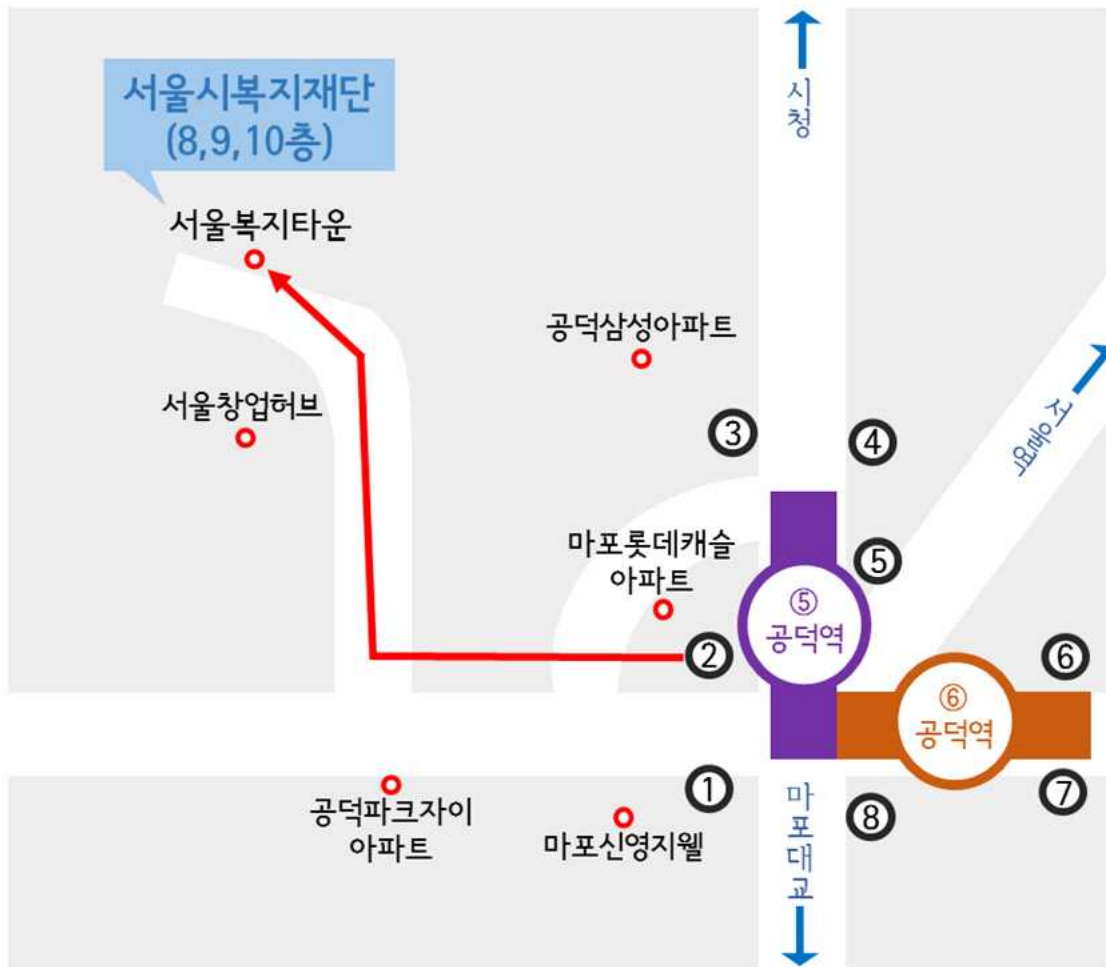 시청
서울시복지재단
(8,9,10층)
서울복지타운
공덕삼성아파트
서울창업허브
③
④
조울요
마포롯데캐슬
아파트
⑤
⑤
공덕역
②
⑥
⑥
공덕역
①
⑦
⑧
공덕파크자이
아파트
마포신영지웰
마포대교